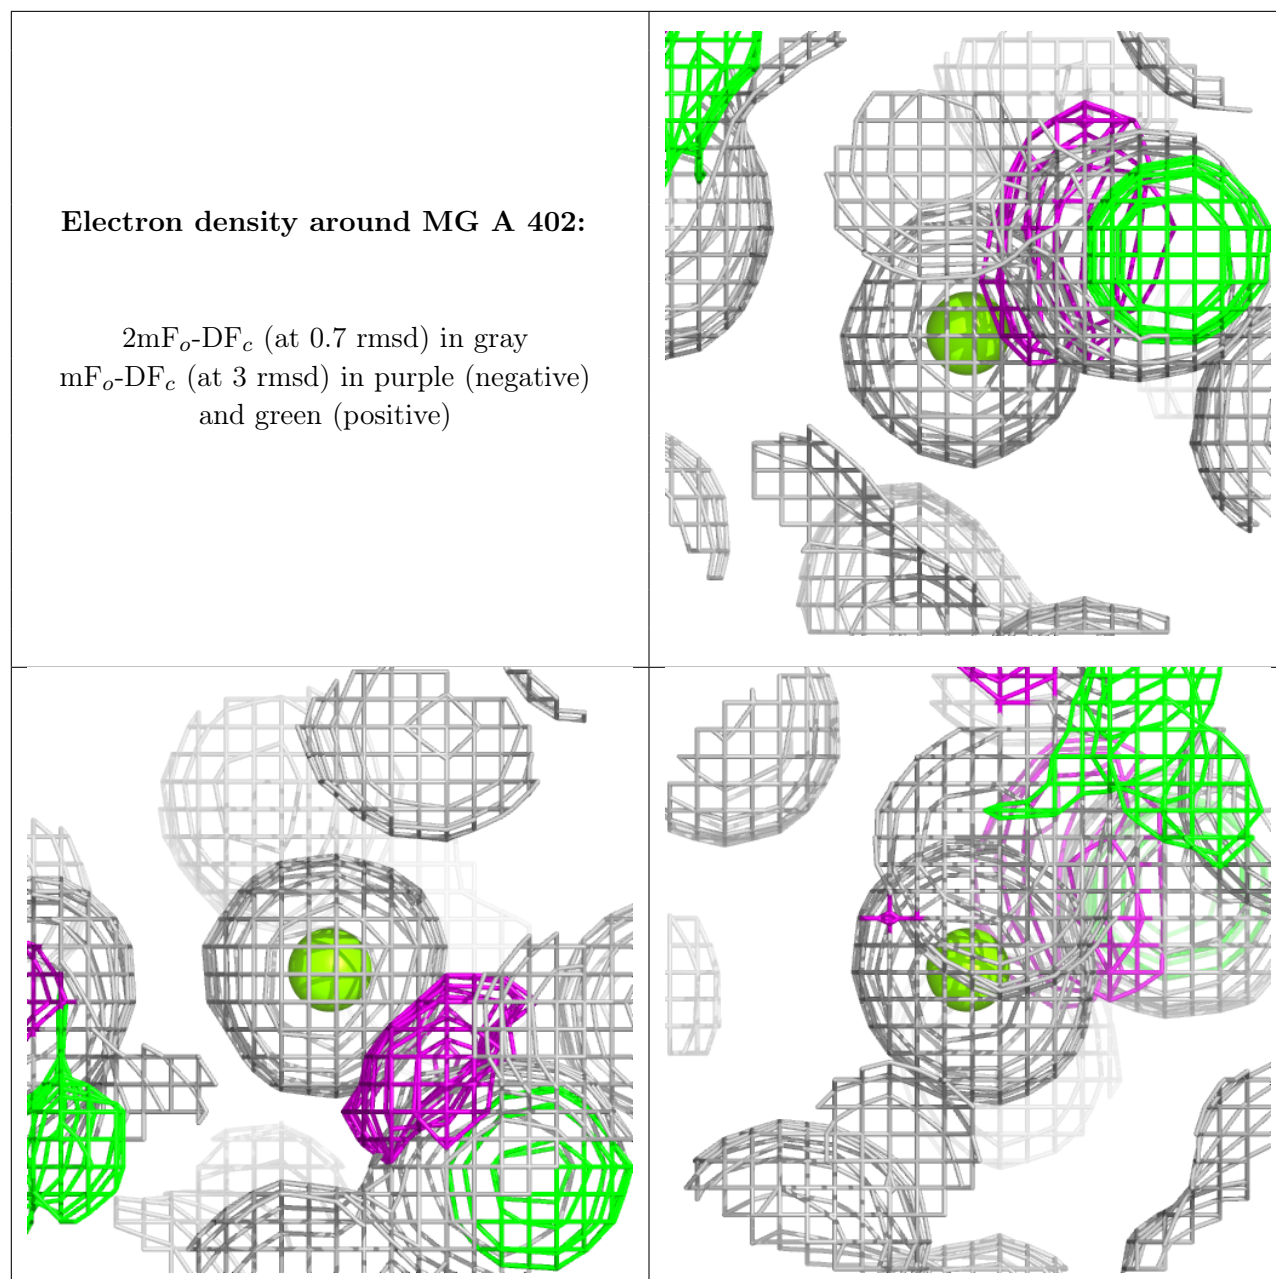 Electron density around MG A 402:
2mFo-DFc (at 0.7 rmsd) in gray
mFo-DFc (at 3 rmsd) in purple (negative)
and green (positive)